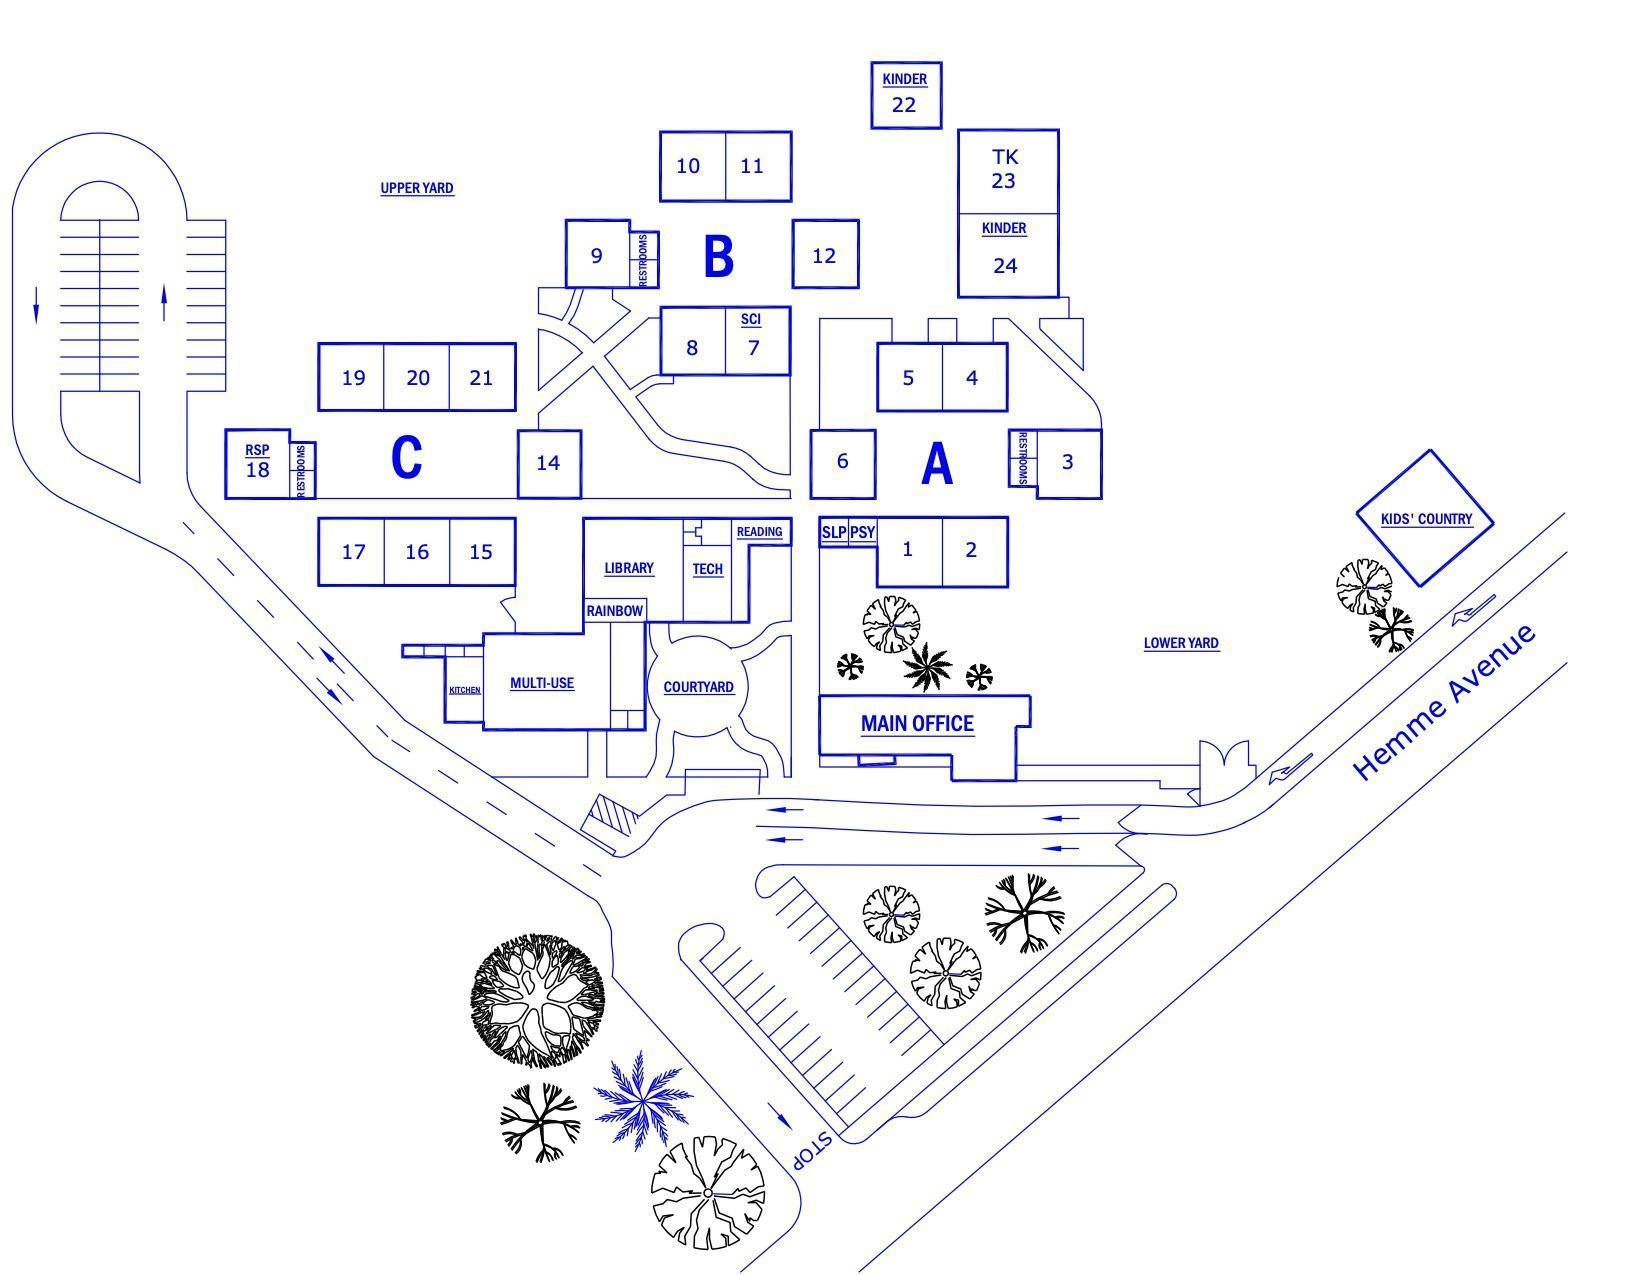 KINDER
22
10
11
TK
23
UPPER YARD
KINDER
24
9
RESTROOMS
B
12
SCI
8
7
19
20
21
5
4
RSP
18
RESTROOMS
C
14
6
A
RESTROOMS
3
KIDS' COUNTRY
17
16
15
LIBRARY
TECH
READING
SLP
PSY
1
2
RAINBOW
LOWER YARD
KITCHEN
MULTI-USE
COURTYARD
MAIN OFFICE
Hemme Avenue
STOP